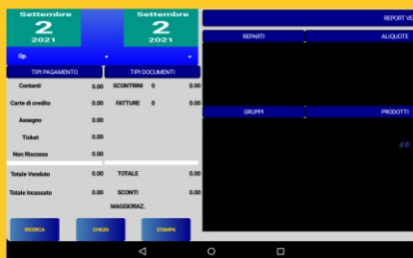 Settembre
2
2021
Settembre
2
2021
REPORT VE
Op.
REPARTI
ALIQUOTE
TIPI PAGAMENTO
TIPI DOCUMENTI
Contanti 0.00 SCONTRINI 0 0.00
Carte di credito 0.00 FATTURE 0 0.00
Assegno 0.00
GRUPPI
PRODOTTI
Ticket 0.00
Non Riscosso 0.00
Totale Venduto 0.00 TOTALE 0.00
Totale Incassato 0.00 SCONTI 0.00
MAGGIORAZ.
RICERCA
CHIUDI
STAMPA